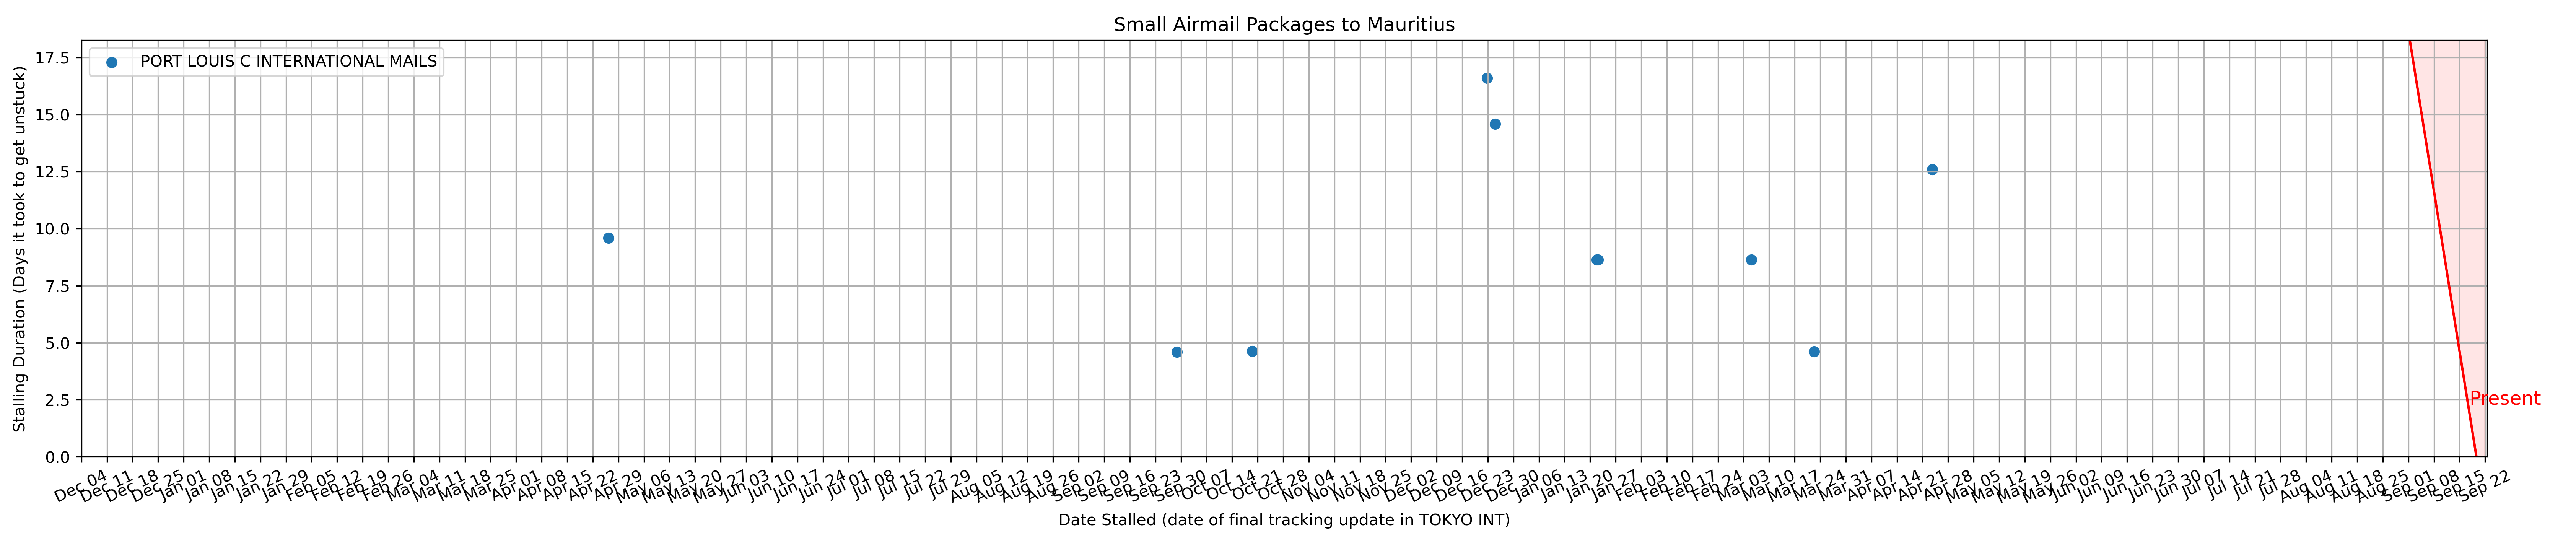 Small Airmail Packages to Mauritius
PORT LOUIS C INTERNATIONAL MAILS
Stalling Duration (Days it took to get unstuck)
17.5
15.0
12.5
10.0
7.5
5.0
2.5
0.0
Present
Dec 04 Dec 11 Dec 18 Dec 25 Jan 01 Jan 08 Jan 15 Jan 22 Jan 29 Feb 05 Feb 12 Feb 19 Feb 26 Mar 04 Mar 11 Mar 18 Mar 25 Apr 01 Apr 08 Apr 15 Apr 22 Apr 29 May 06 May 13 May 20 May 27 Jun 03 Jun 10 Jun 17 Jun 24 Jul 01 Jul 08 Jul 15 Jul 22 Jul 29 Aug 05 Aug 12 Aug 19 Aug 26 Sep 02 Sep 09 Sep 16 Sep 23 Sep 30 Oct 07 Oct 14 Oct 21 Oct 28 Nov 04 Nov 11 Nov 18 Nov 25 Dec 02 Dec 09 Dec 16 Dec 23 Dec 30 Jan 06 Jan 13 Jan 20 Jan 27 Feb 03 Feb 10 Feb 17 Feb 24 Mar 03 Mar 10 Mar 17 Mar 24 Mar 31 Apr 07 Apr 14 Apr 21 Apr 28 May 05 May 12 May 19 May 26 Jun 02 Jun 09 Jun 16 Jun 23 Jun 30 Jul 07 Jul 14 Jul 21 Jul 28 Aug 04 Aug 11 Aug 18 Aug 25 Sep 01 Sep 08 Sep 15 Sep 22
Date Stalled (date of final tracking update in TOKYO INT)